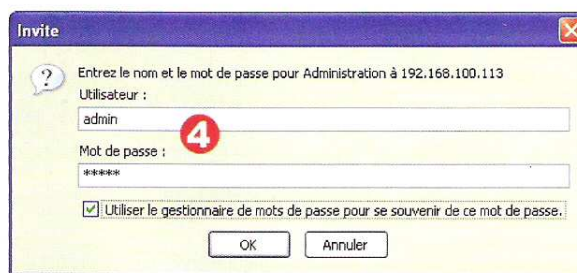 Invite
Entrez le nom et le mot de passe pour Administration à 192.168.100.113
Utilisateur :
admin
4
Mot de passe :
*****
Utiliser le gestionnaire de mots de passe pour se souvenir de ce mot de passe.
OK
Annuler